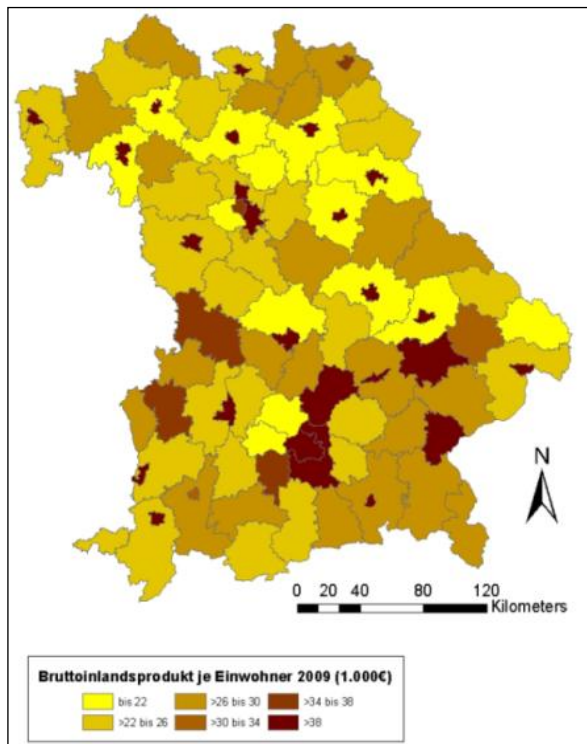 N
0 20 40 80 120
Kilometers
Bruttoinlandsprodukt je Einwohner 2009 (1.000€)
bis 22 >26 bis 30 >34 bis 38
>22 bis 26 >30 bis 34 >38